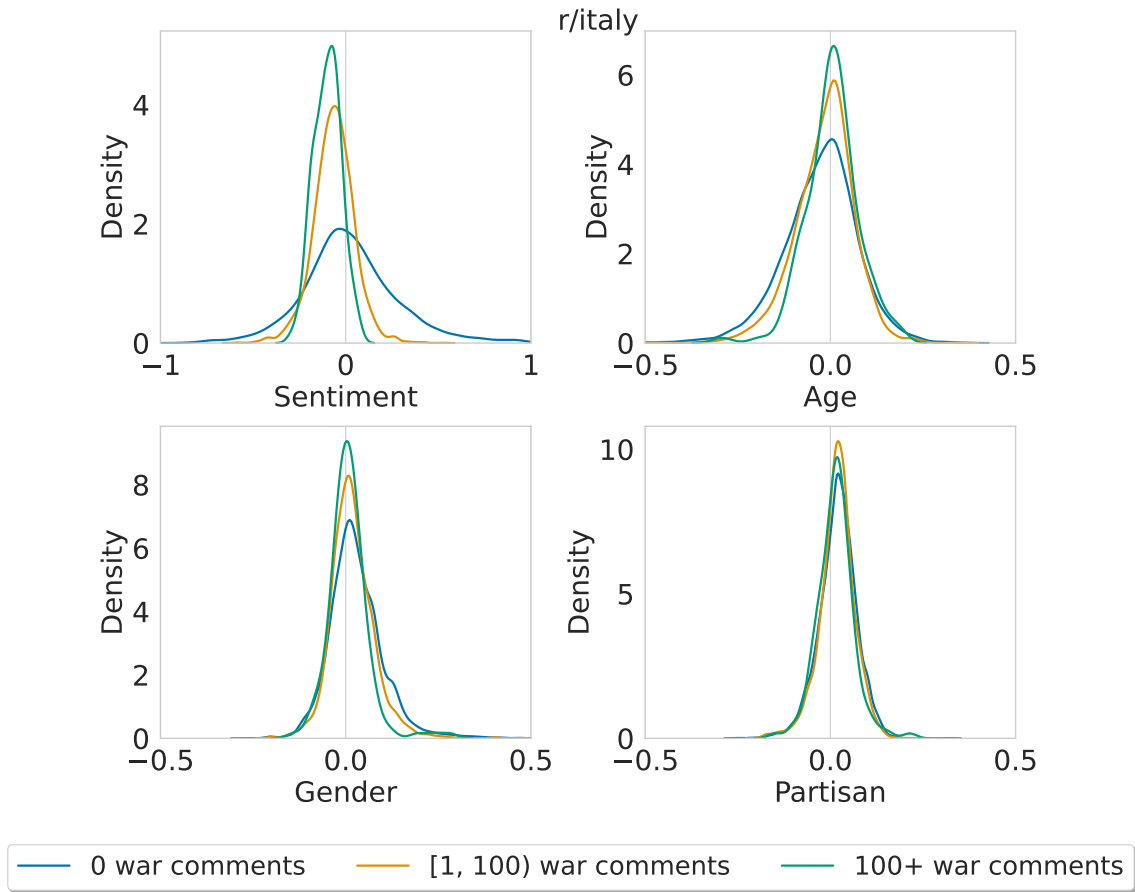 r/italy
Density
4
2
0
−1
0
1
Sentiment
Density
6
4
2
0
−0.5
0.0
0.5
Age
Density
8
6
4
2
0
−0.5
0.0
0.5
Gender
Density
10
5
0
−0.5
0.0
0.5
Partisan
0 war comments
[1, 100) war comments
100+ war comments